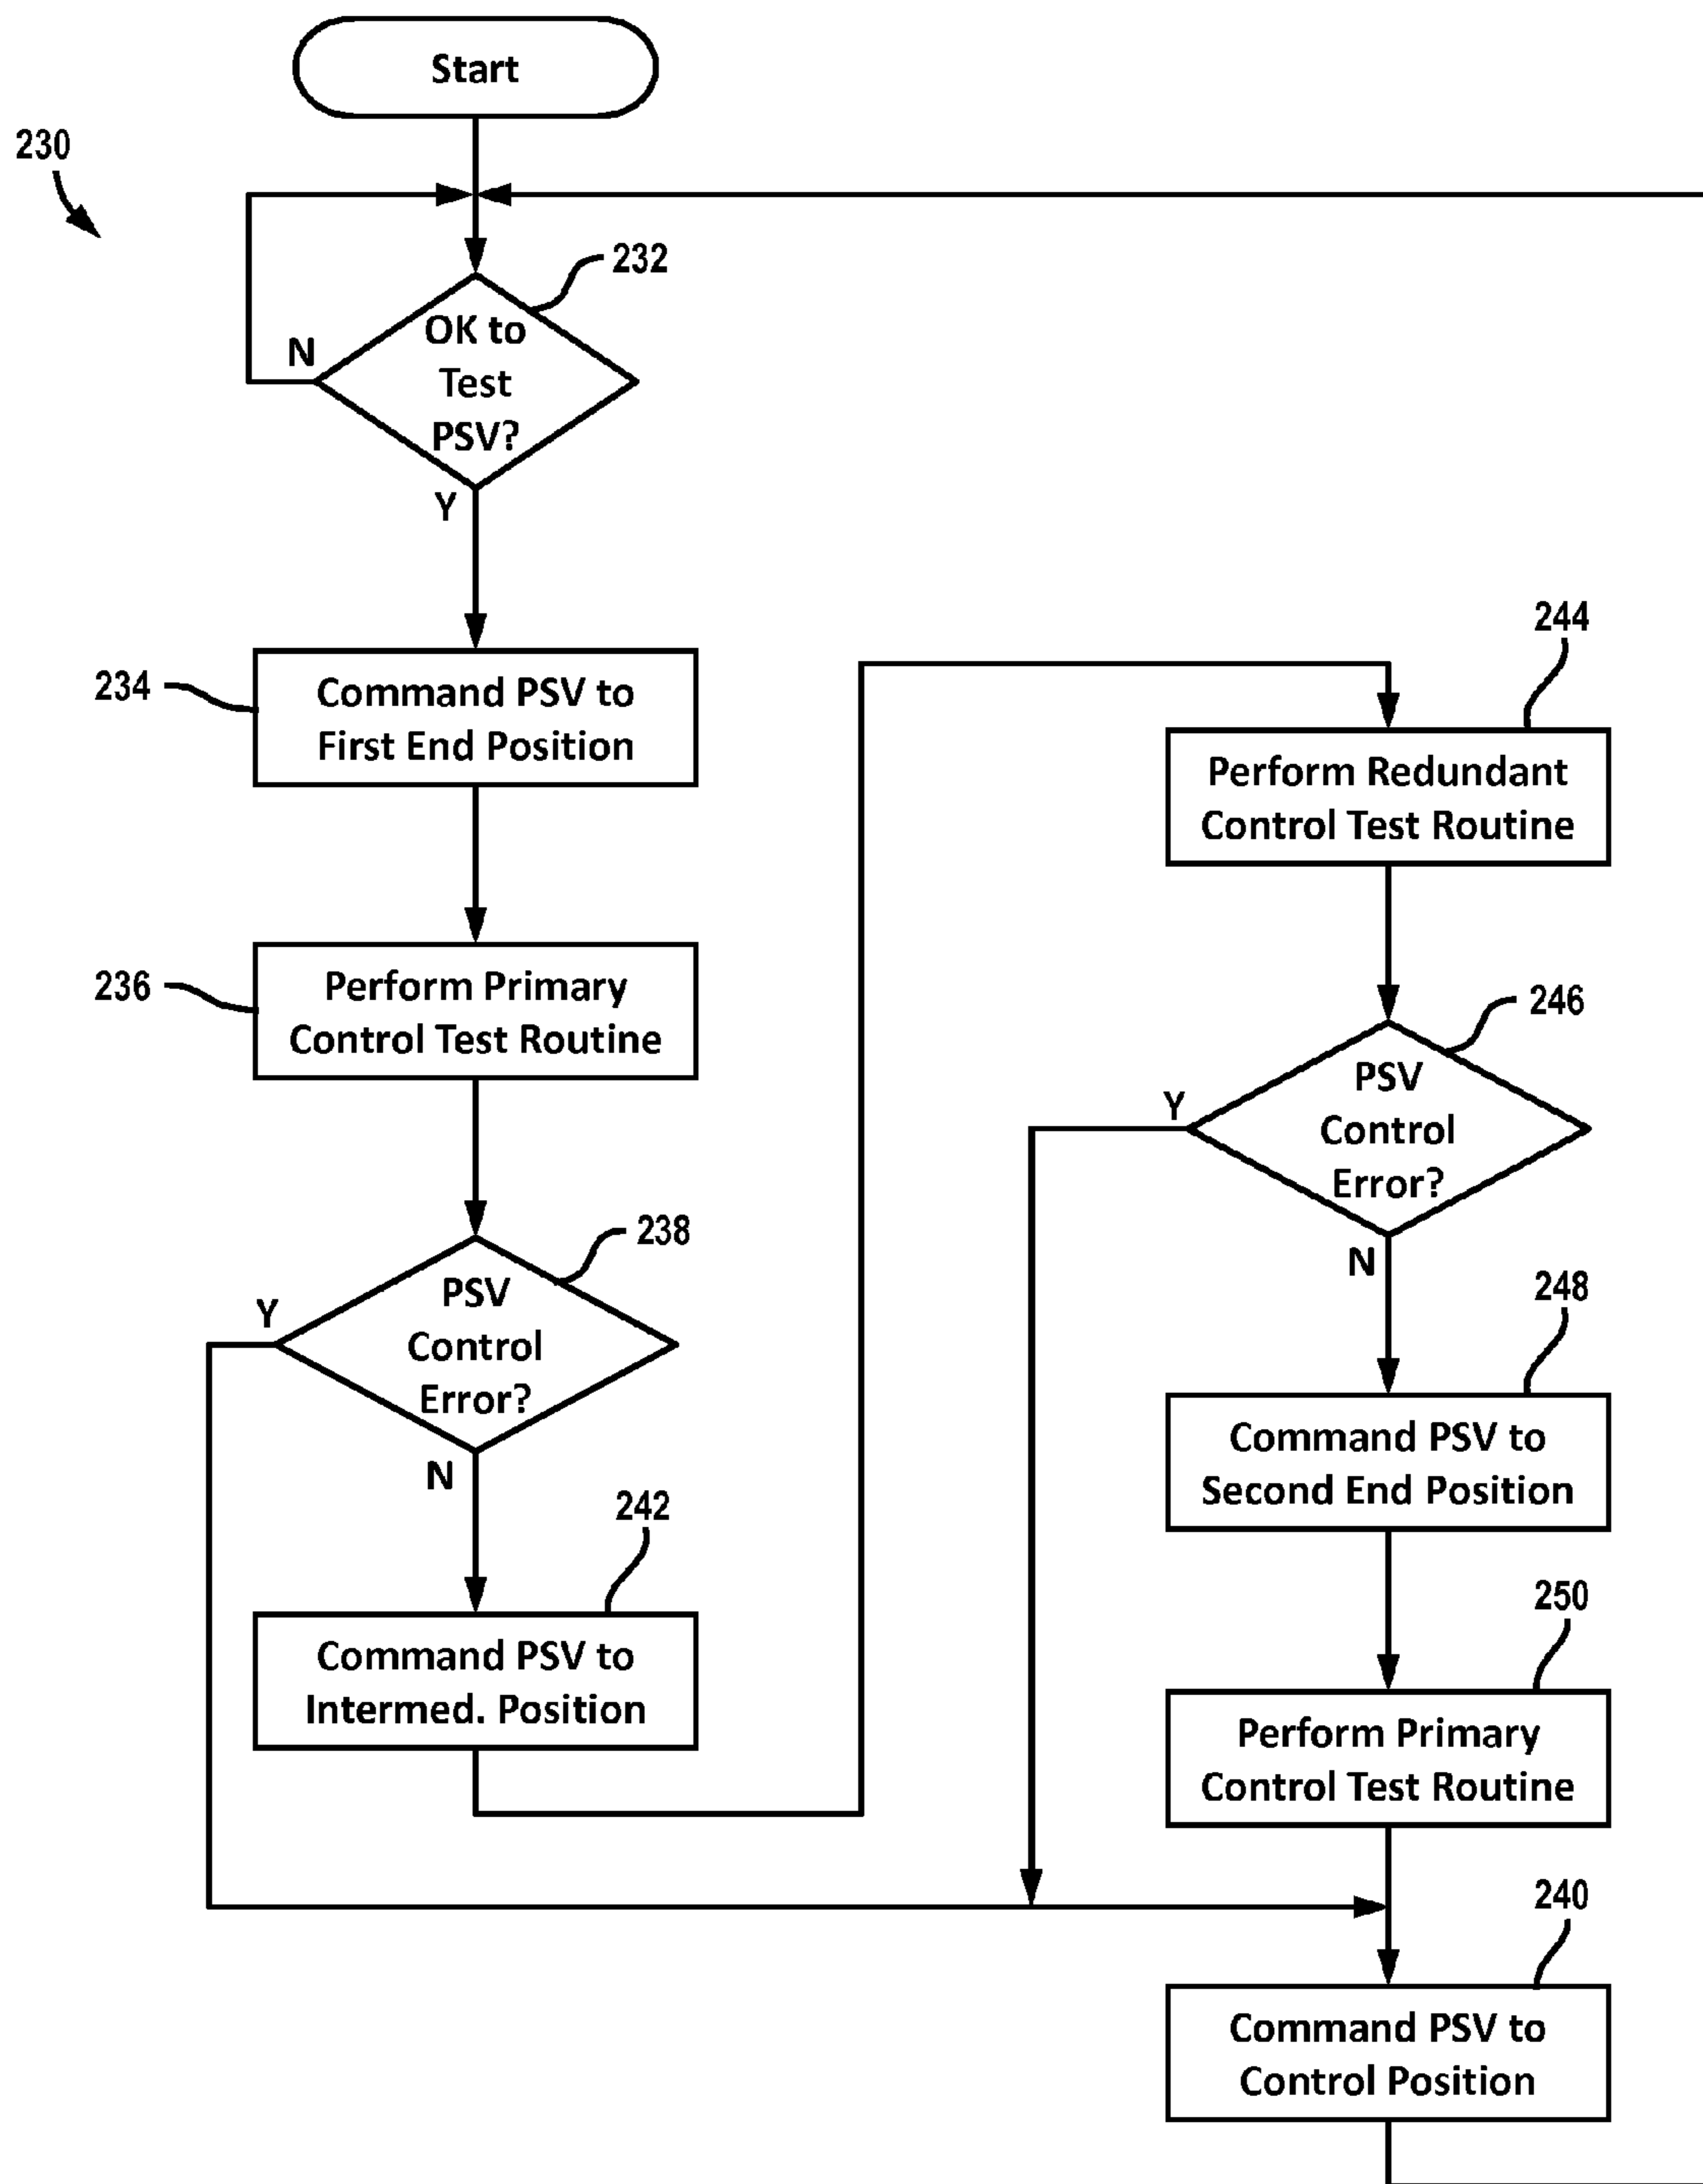 Start
230
232
OK to
Test
PSV?
N
Y
234
Command PSV to
First End Position
236
Perform Primary
Control Test Routine
238
PSV
Control
Error?
Y
N
242
Command PSV to
Intermed. Position
244
Perform Redundant
Control Test Routine
246
PSV
Control
Error?
Y
N
248
Command PSV to
Second End Position
250
Perform Primary
Control Test Routine
240
Command PSV to
Control Position